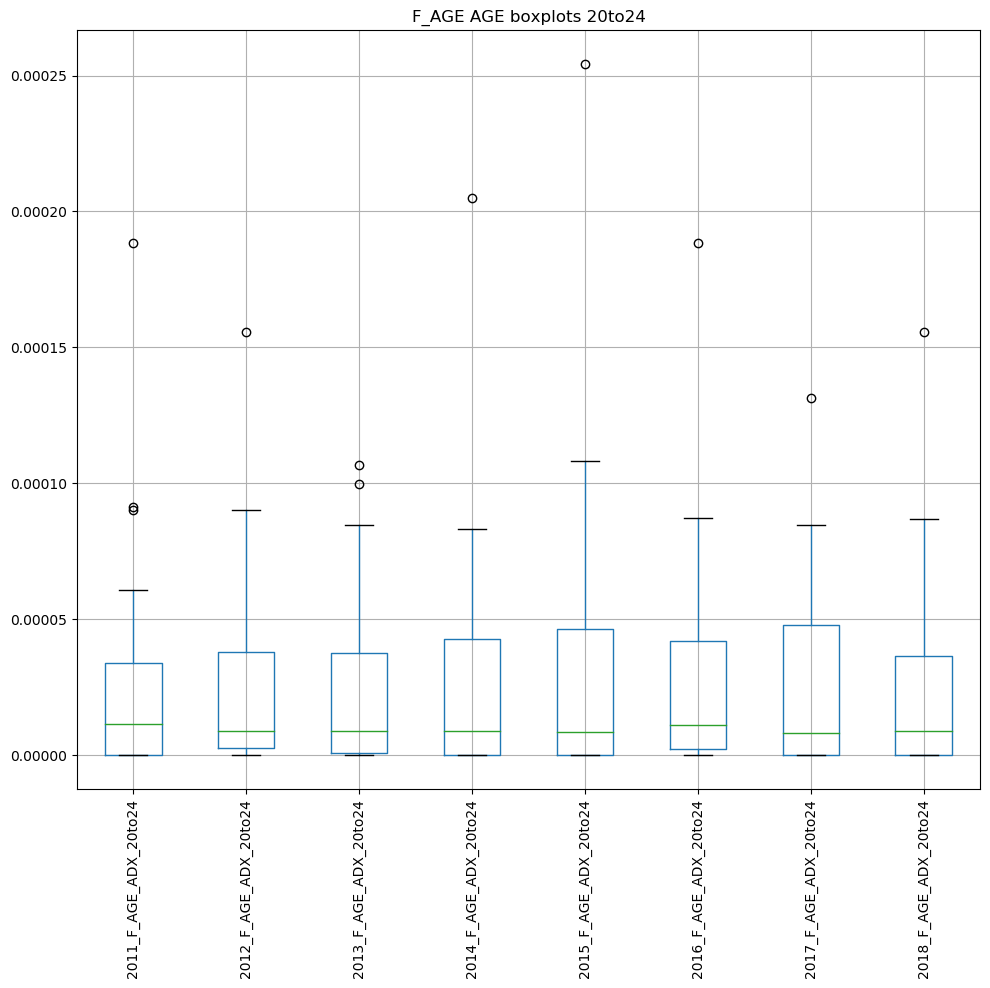 F_AGE AGE boxplots 20to24
0.00025
0.00020
0.00015
0.00010
0.00005
0.00000
2011_F_AGE_ADX_20to24
2012_F_AGE_ADX_20to24
2013_F_AGE_ADX_20to24
2014_F_AGE_ADX_20to24
2015_F_AGE_ADX_20to24
2016_F_AGE_ADX_20to24
2017_F_AGE_ADX_20to24
2018_F_AGE_ADX_20to24